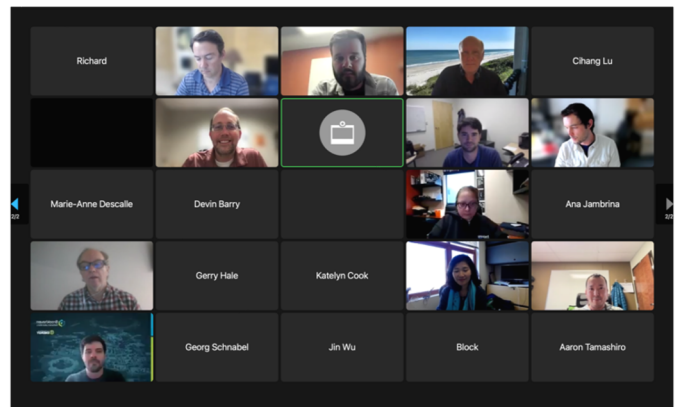 Richard
Cihang Lu
Marie-Anne Descalle
Devin Barry
Ana Jambrina
2/2
2/2
Gerry Hale
Katelyn Cook
Georg Schnabel
Jin Wu
Block
Aaron Tamashiro